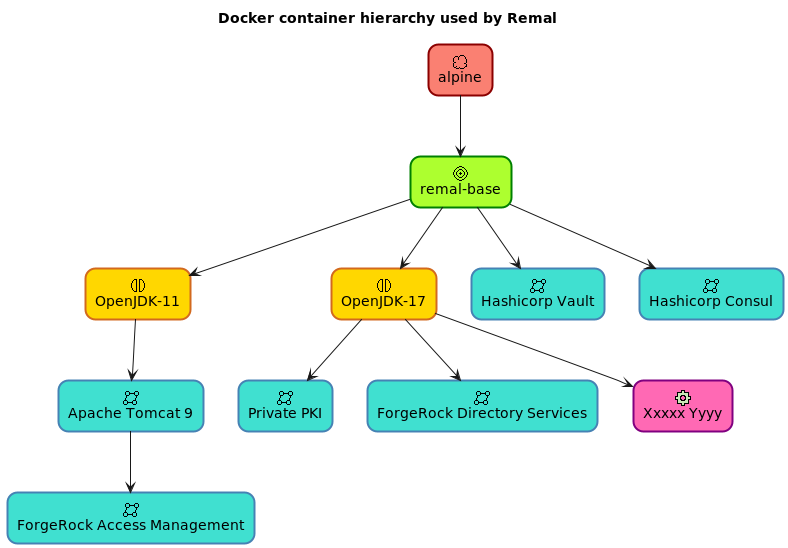 Docker container hierarchy used by Remal
alpine
remal-base
OpenJDK-11
OpenJDK-17
Hashicorp Vault
Hashicorp Consul
Apache Tomcat 9
Private PKI
ForgeRock Directory Services
Xxxxx Yyyy
ForgeRock Access Management